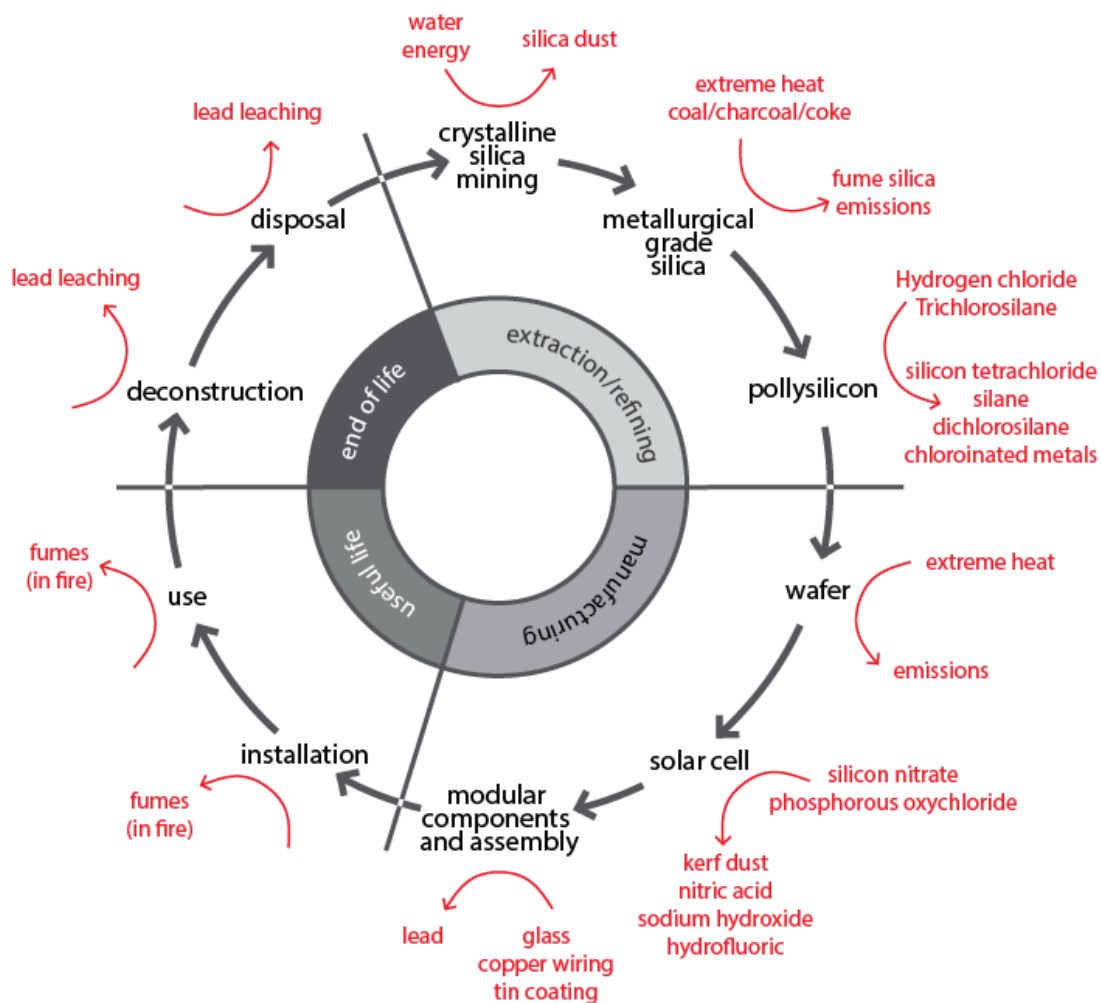 water
energy
silica dust
crystalline
silica
mining
extreme heat
coal/charcoal/coke
fume silica
emissions
metallurgical
grade
silica
Hydrogen chloride
Trichlorosilane
silicon tetrachloride
silane
dichlorosilane
chloroinated metals
pollysilicon
wafer
extreme heat
emissions
solar cell
silicon nitrate
phosphorous oxychloride
kerf dust
nitric acid
sodium hydroxide
hydrofluoric
modular
components
and assembly
lead
glass
copper wiring
tin coating
installation
fumes
(in fire)
use
fumes
(in fire)
deconstruction
lead leaching
disposal
lead leaching
extraction/refining
manufacturing
useful life
end of life